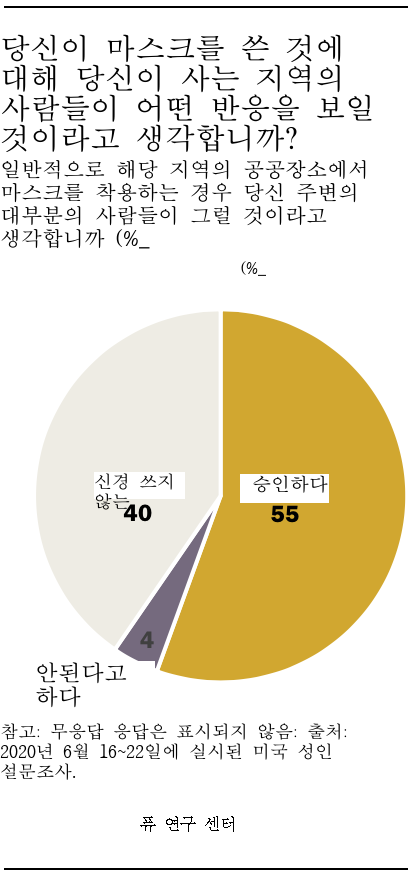 당신이 마스크를 쓴 것에
대해 당신이 사는 지역의
사람들이 어떤 반응을 보일
것이라고 생각합니까?
일반적으로 해당 지역의 공공장소에서
마스크를 착용하는 경우 당신 주변의
대부분의 사람들이 그럴 것이라고
생각합니까 (%_
(%_
신경 쓰지
않는
40
승인하다
55
4
안된다고
하다
참고: 무응답 응답은 표시되지 않음: 출처:
2020년 6월 16~22일에 실시된 미국 성인
설문조사.
퓨 연구 센터